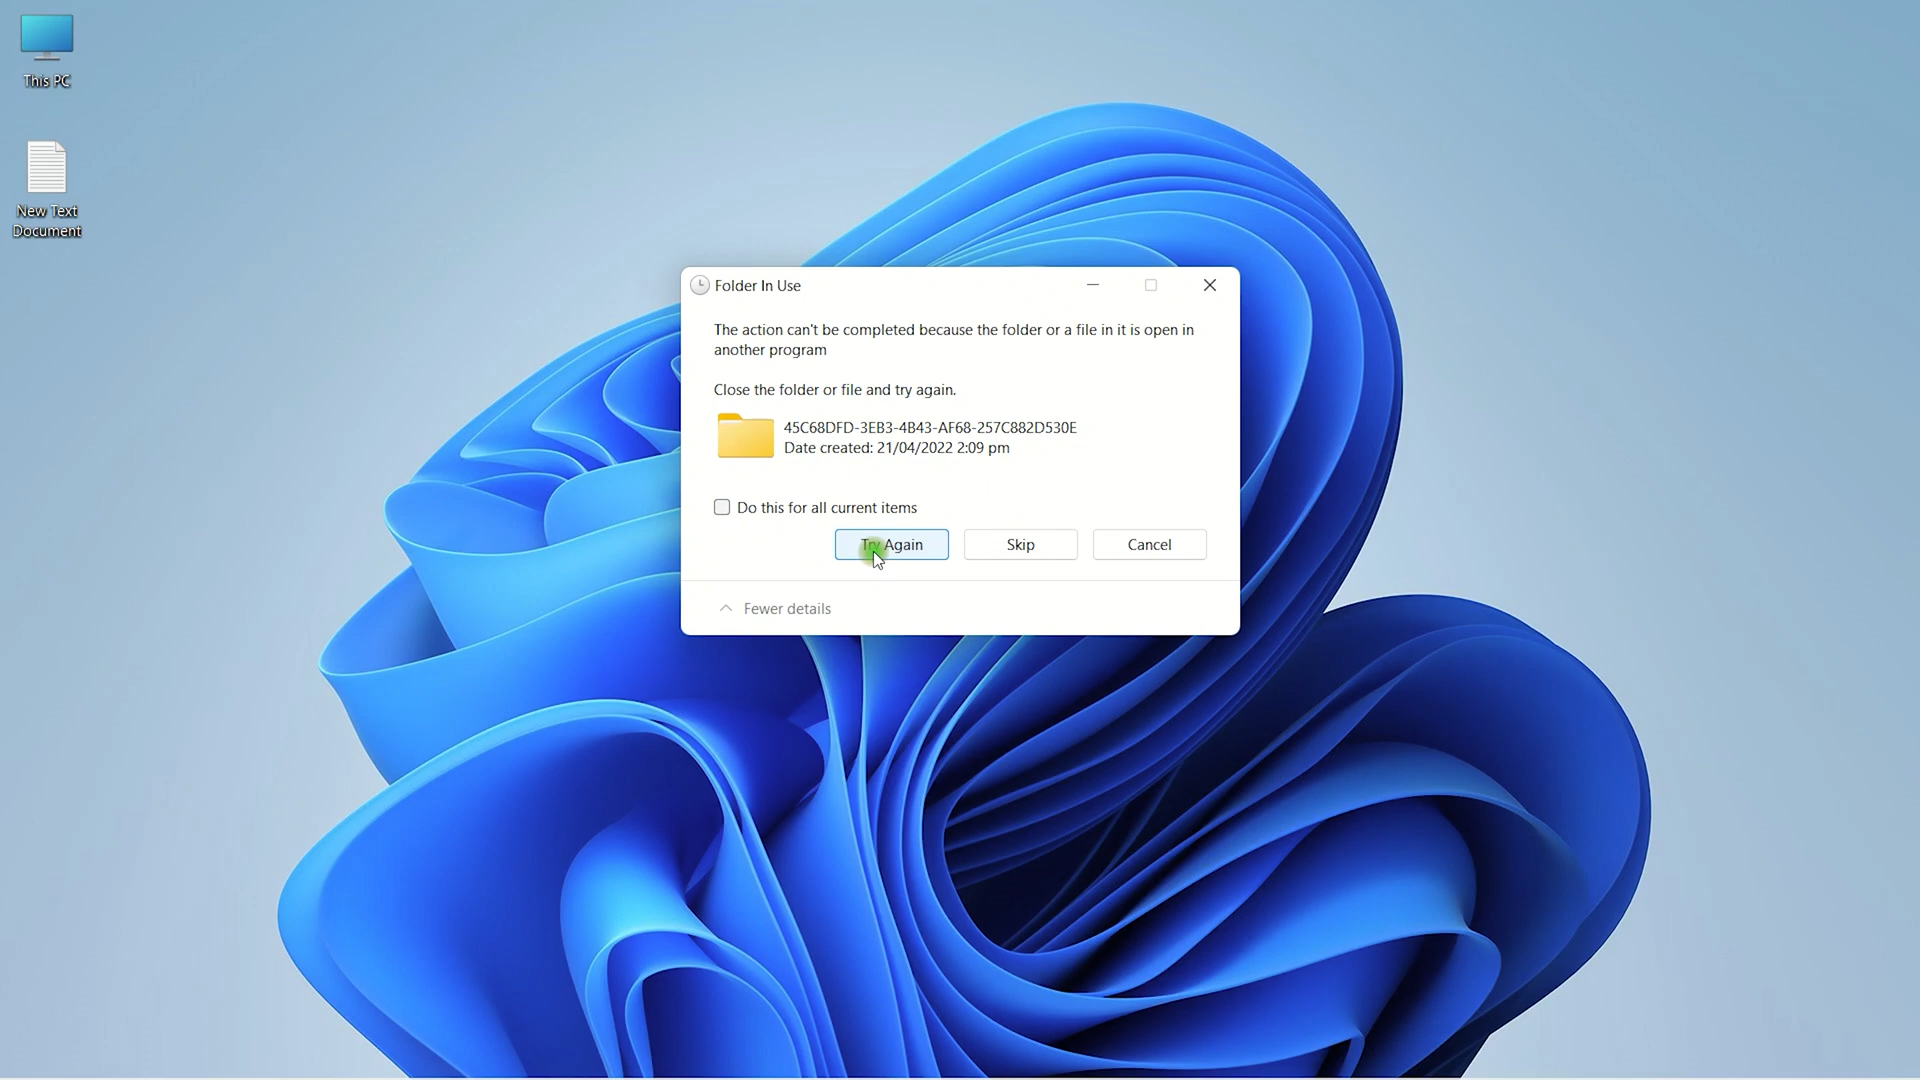 This PC
New Text
Document
Folder In Use
The action can't be completed because the folder or a file in it is open in
another program
Close the folder or file and try again.
45C68DFD-3EB3-4B43-AF68-257C882D530E
Date created: 21/04/2022 2:09 pm
Do this for all current items
Try Again
Skip
Cancel
Fewer details